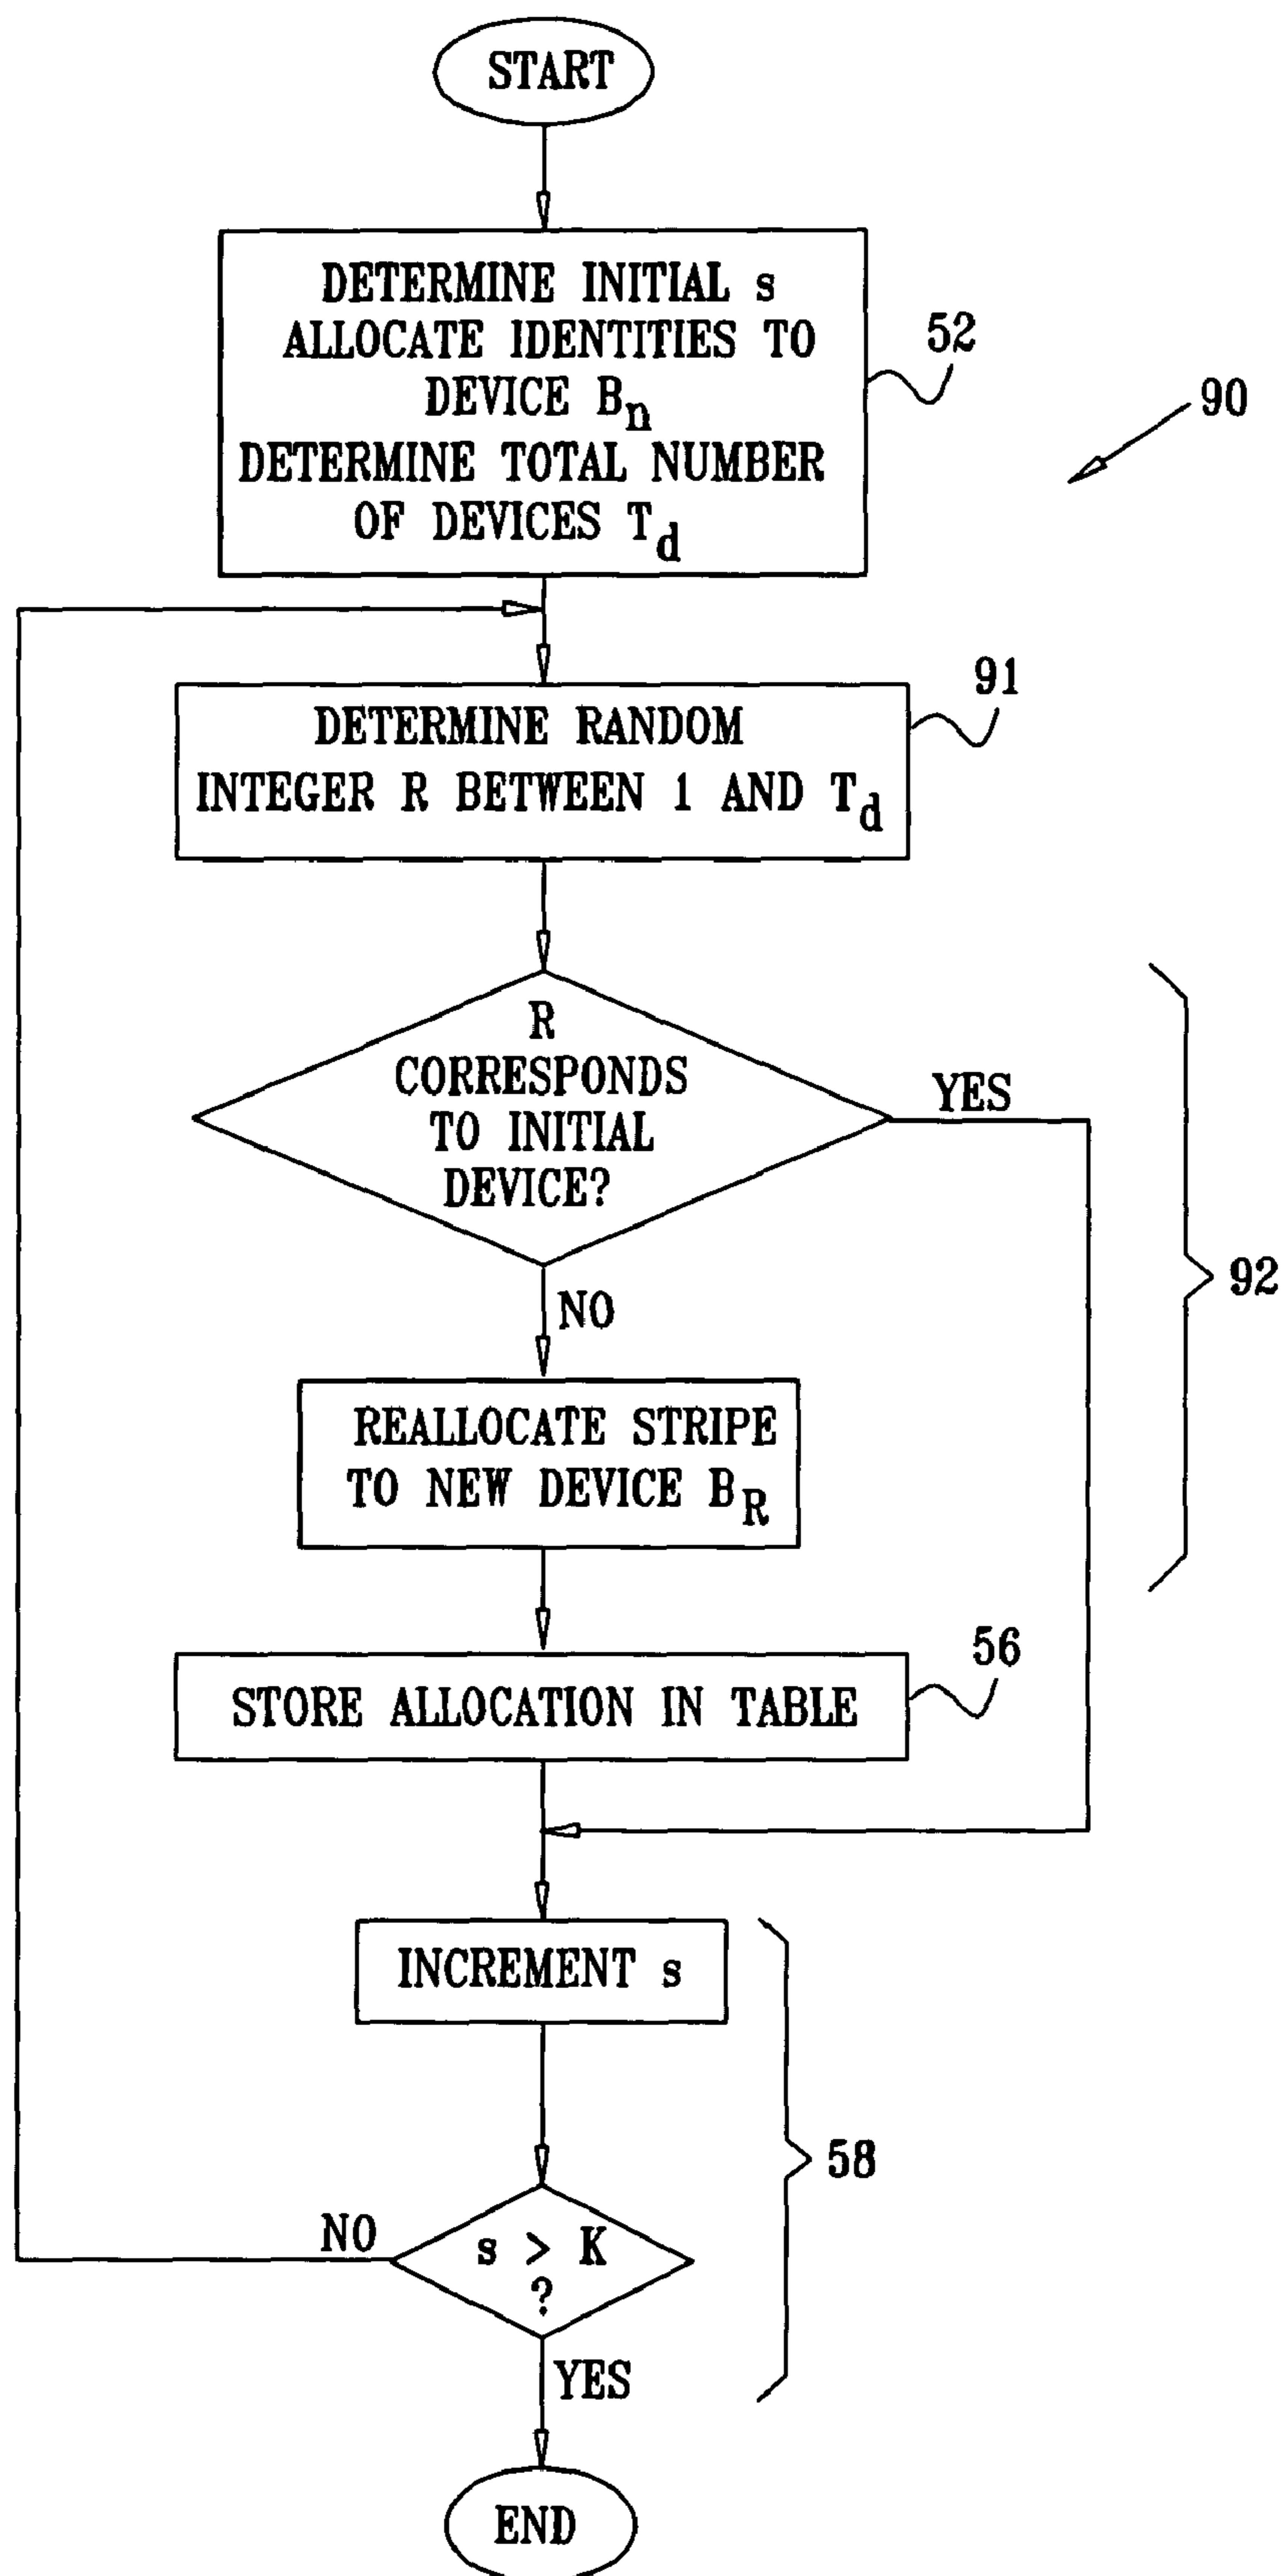 START
DETERMINE INITIAL s
ALLOCATE IDENTITIES TO
DEVICE Bn
DETERMINE TOTAL NUMBER
OF DEVICES Td
52
90
DETERMINE RANDOM
INTEGER R BETWEEN 1 AND Td
91
R
CORRESPONDS
TO INITIAL
DEVICE?
YES
NO
92
REALLOCATE STRIPE
TO NEW DEVICE BR
STORE ALLOCATION IN TABLE
56
INCREMENT s
58
s > K
?
NO
YES
END